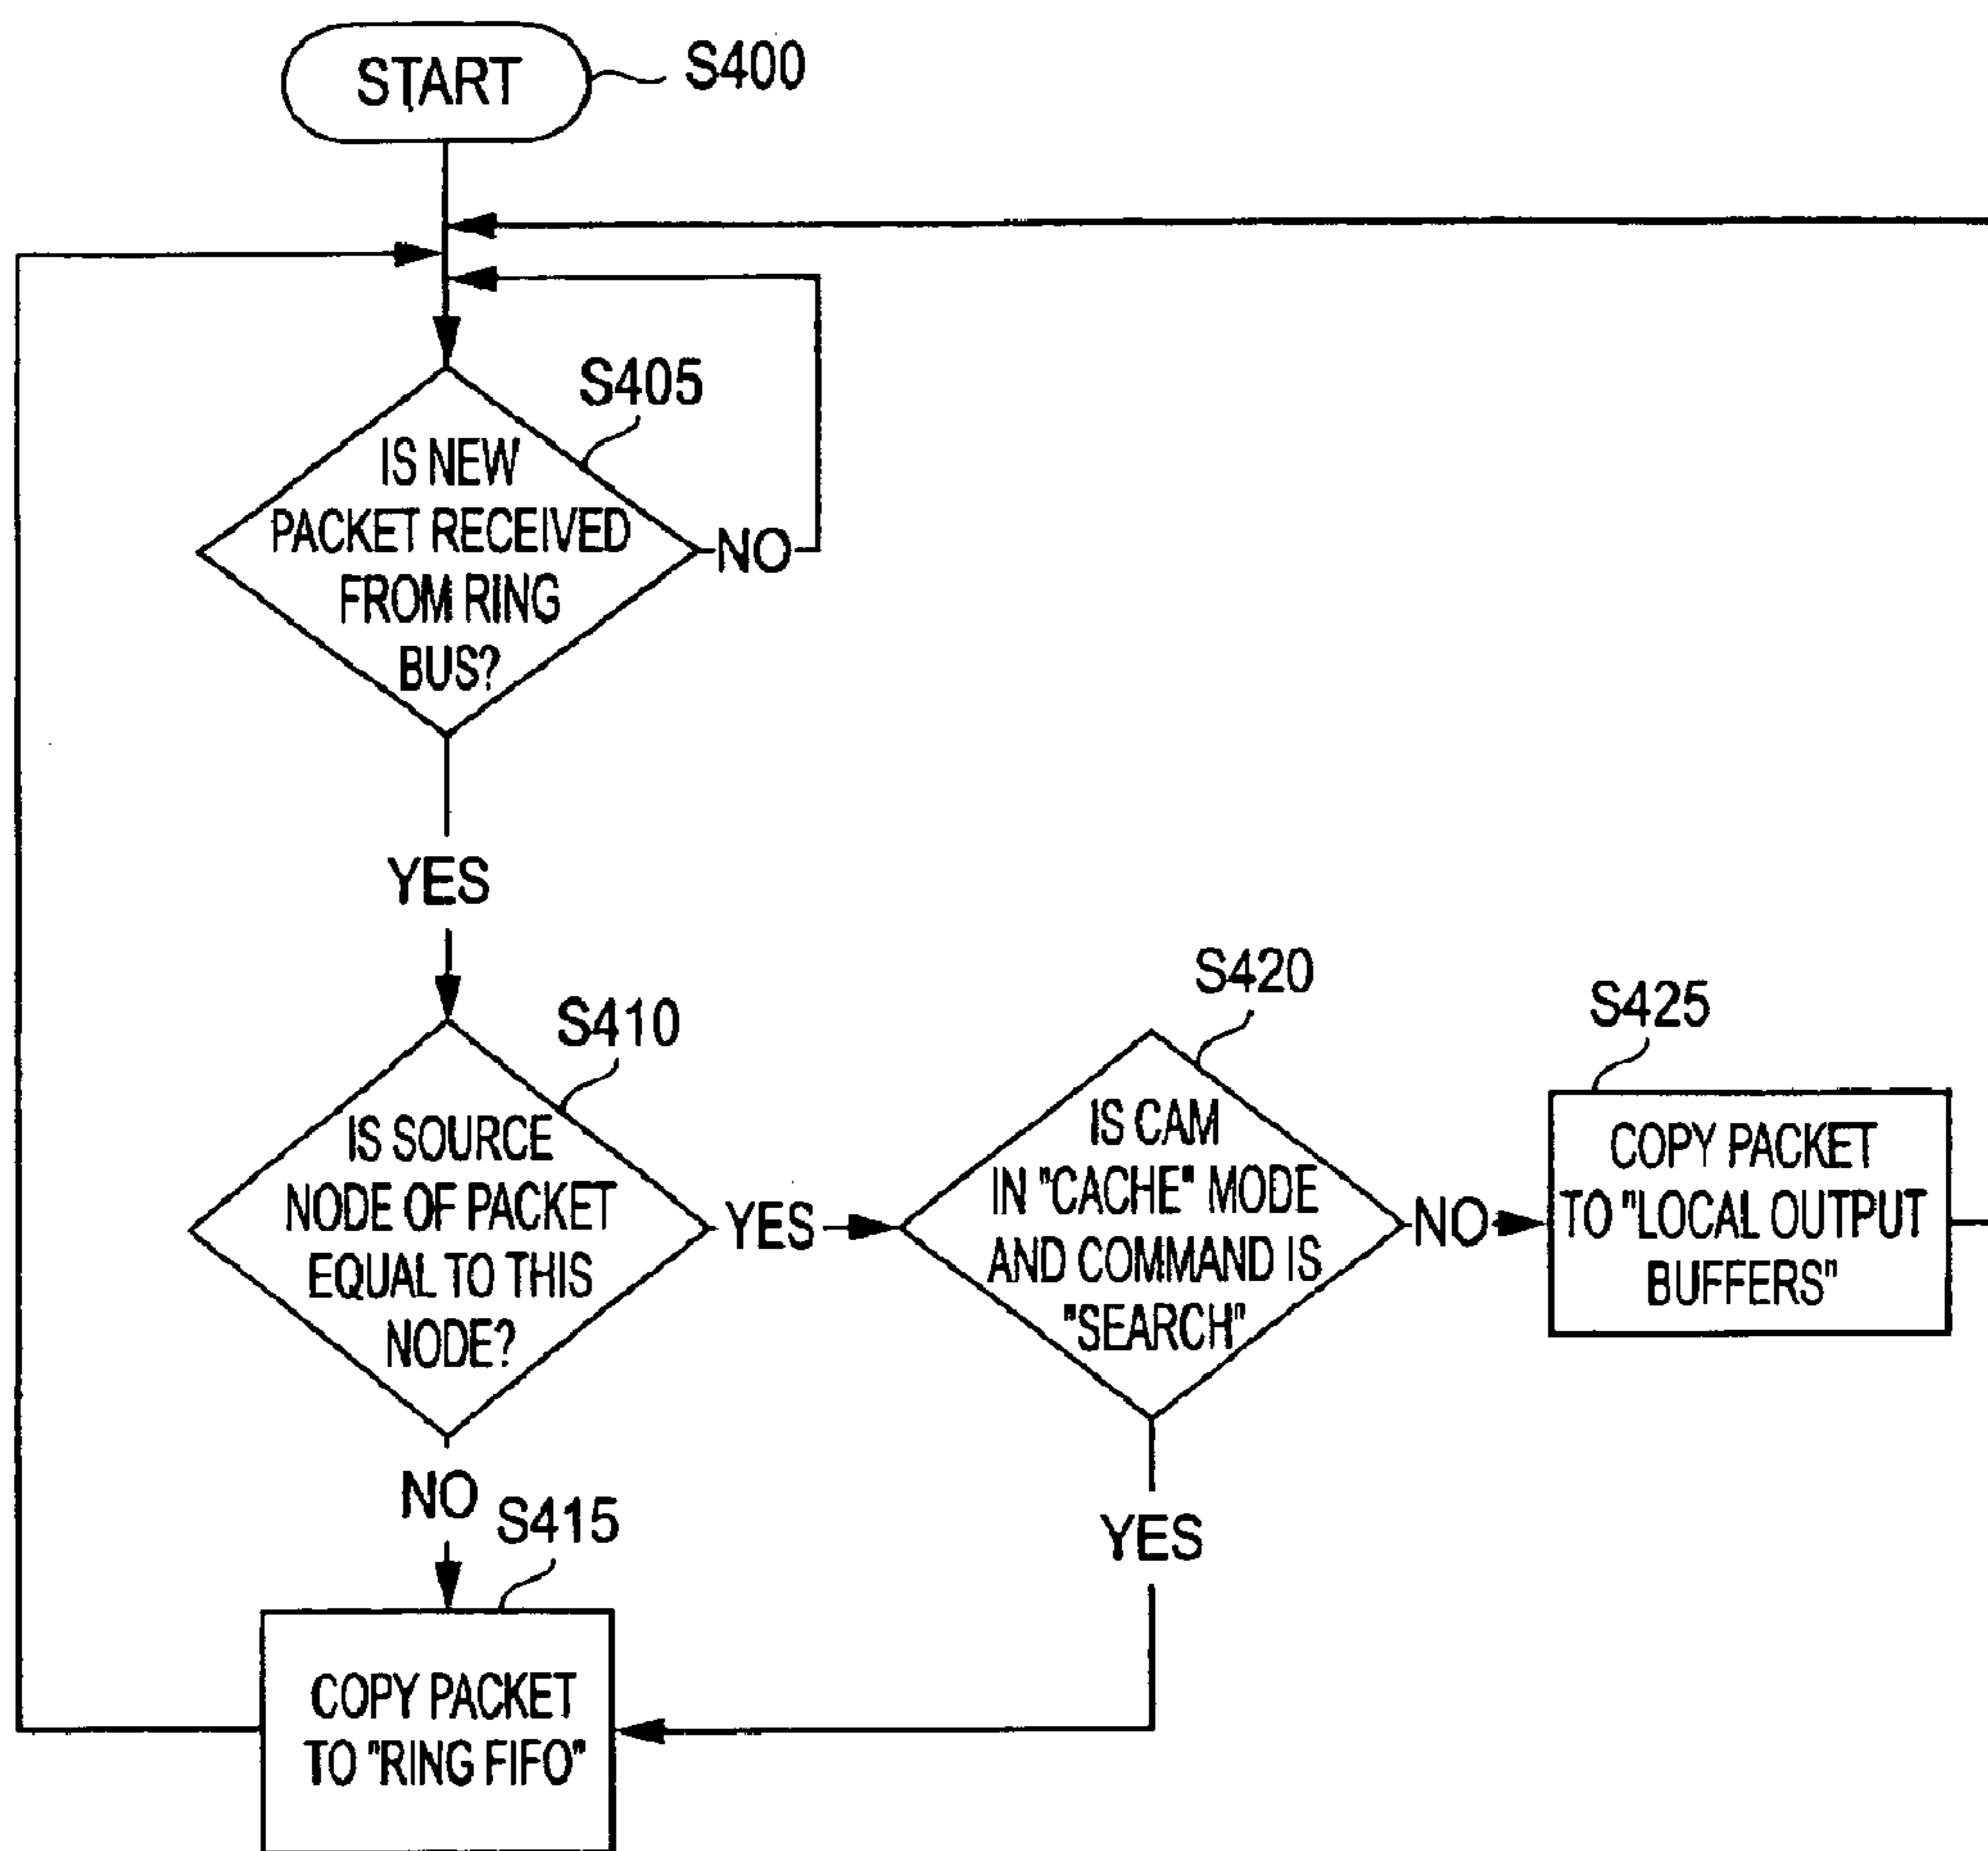 START
S400
S405
IS NEW
PACKET RECEIVED
FROM RING
BUS?
NO
YES
S410
IS SOURCE
NODE OF PACKET
EQUAL TO THIS
NODE?
YES
S420
IS CAM
IN "CACHE" MODE
AND COMMAND IS
"SEARCH"
NO
S425
COPY PACKET
TO "LOCAL OUTPUT
BUFFERS"
NO
S415
YES
COPY PACKET
TO "RING FIFO"